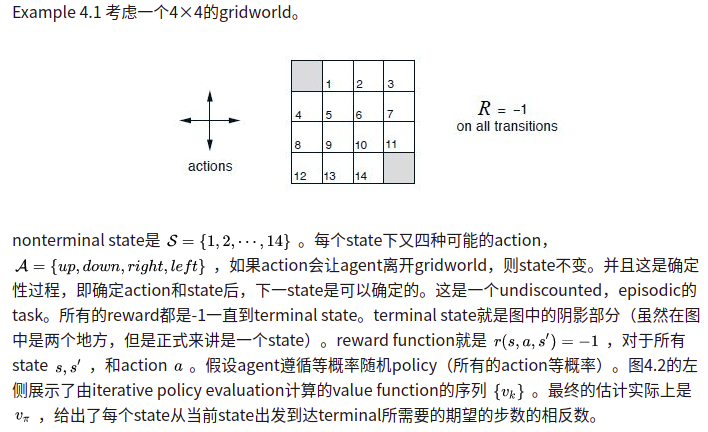 Example 4.1 考虑一个4×4的gridworld。
1 2 3
4 5 6 7
8 9 10 11
12 13 14
actions
R = -1
on all transitions
nonterminal state是 𝒮 = {1, 2, ⋯, 14} 。每个state下又四种可能的action，
𝒜 = {up, down, right, left} ，如果action会让agent离开gridworld，则state不变。并且这是确定
性过程，即确定action和state后，下一state是可以确定的。这是一个undiscounted，episodic的
task。所有的reward都是-1一直到terminal state。terminal state就是图中的阴影部分（虽然在图
中是两个地方，但是正式来讲是一个state）。reward function就是 r(s, a, s′) = −1 ，对于所有
state s, s′ ，和action a 。假设agent遵循等概率随机policy（所有的action等概率）。图4.2的左
侧展示了由iterative policy evaluation计算的value function的序列 {v_k} 。最终的估计实际上是
v_π ，给出了每个state从当前state出发到达terminal所需要的期望的步数的相反数。